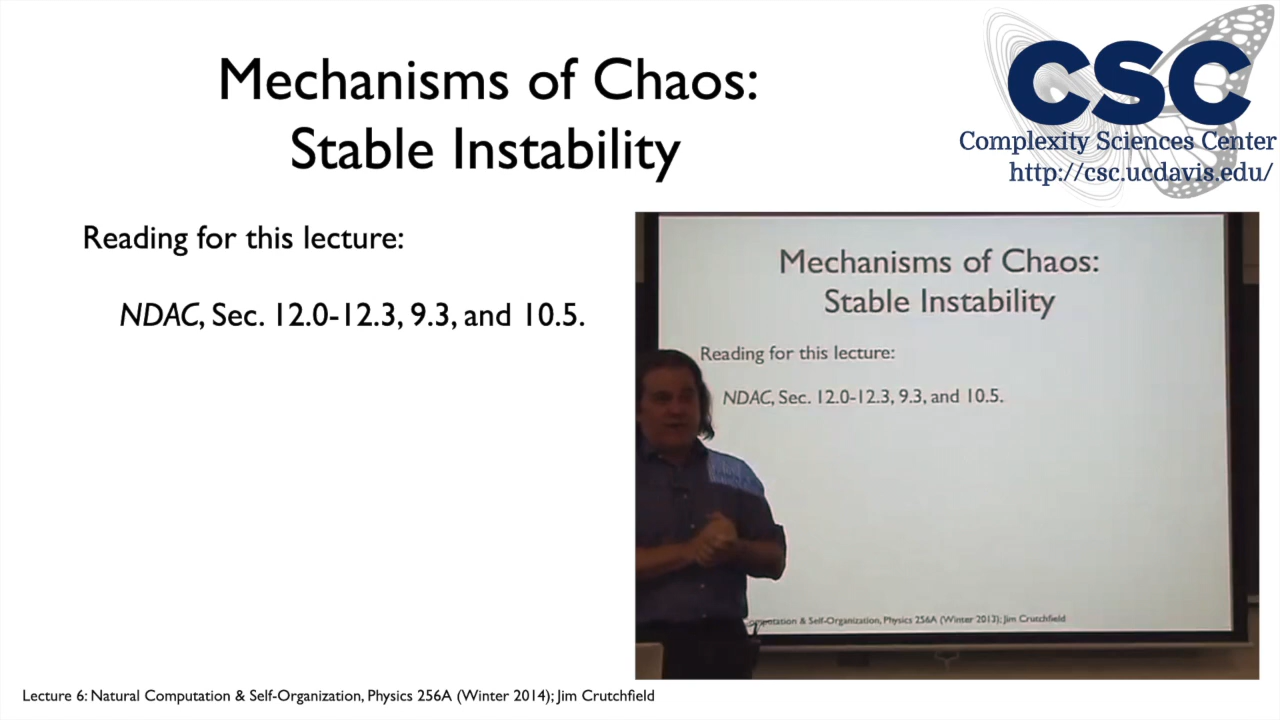 Mechanisms of Chaos:
Stable Instability
CSC
Complexity Sciences Center
http://csc.ucdavis.edu/
Reading for this lecture:
NDAC, Sec. 12.0-12.3, 9.3, and 10.5.
Mechanisms of Chaos:
Stable Instability
Reading for this lecture:
NDAC, Sec. 12.0-12.3, 9.3, and 10.5.
& Self-Organization, Physics 256A (Winter 2013); Jim Crutchfield
Lecture 6: Natural Computation & Self-Organization, Physics 256A (Winter 2014); Jim Crutchfield